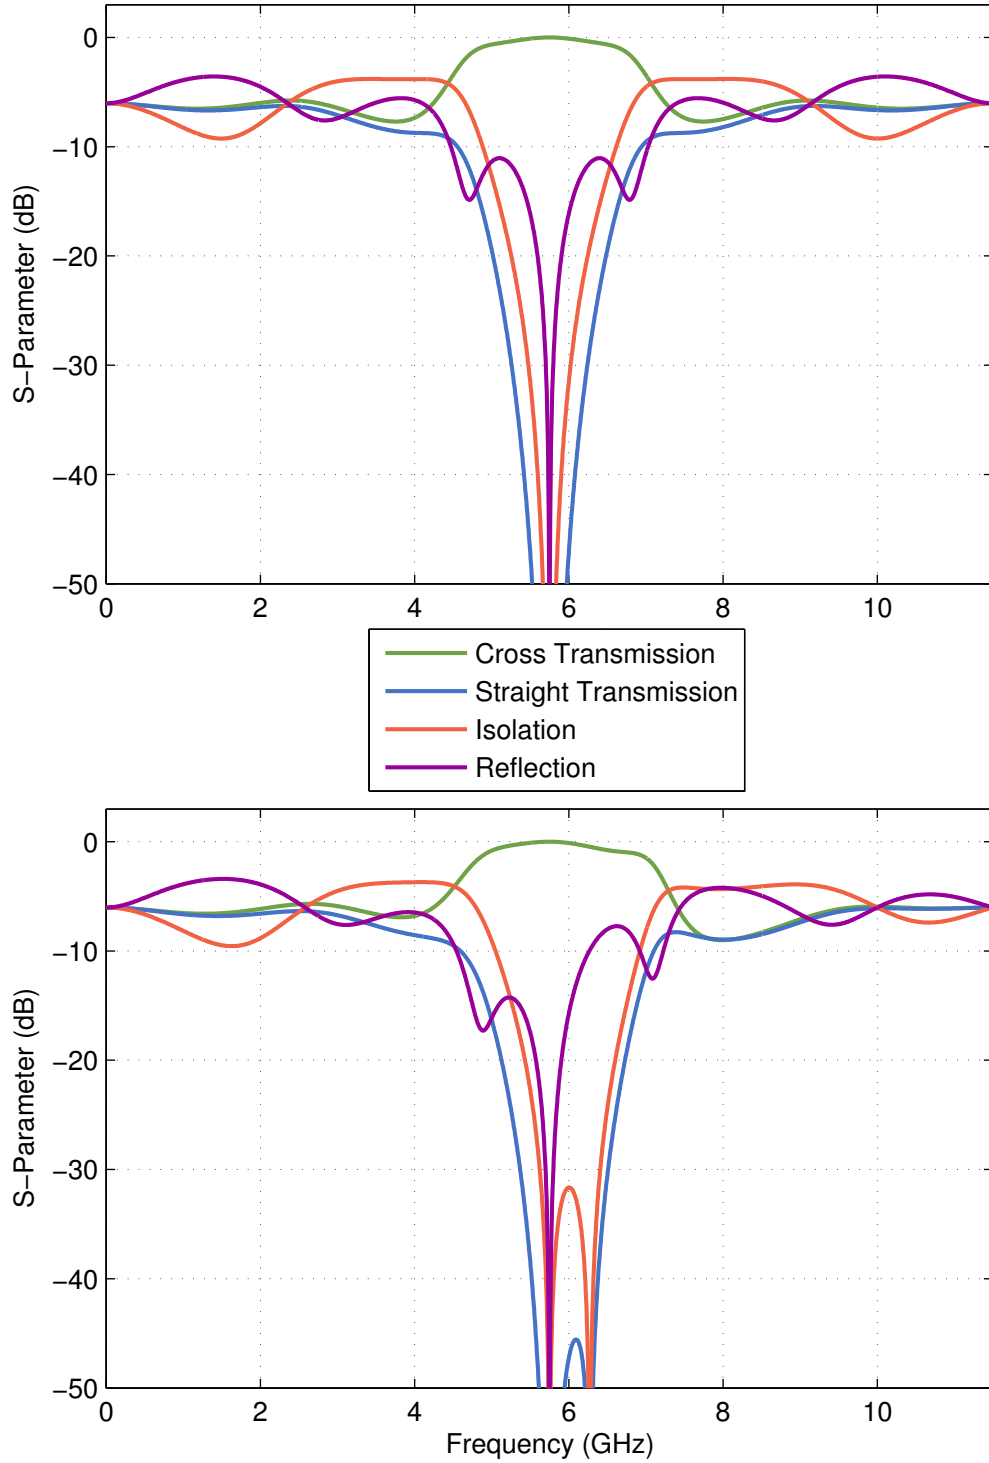 0
−10
−20
−30
−40
−50
S−Parameter (dB)
0 2 4 6 8 10
Cross Transmission
Straight Transmission
Isolation
Reflection
0
−10
−20
−30
−40
−50
S−Parameter (dB)
0 2 4 6 8 10
Frequency (GHz)